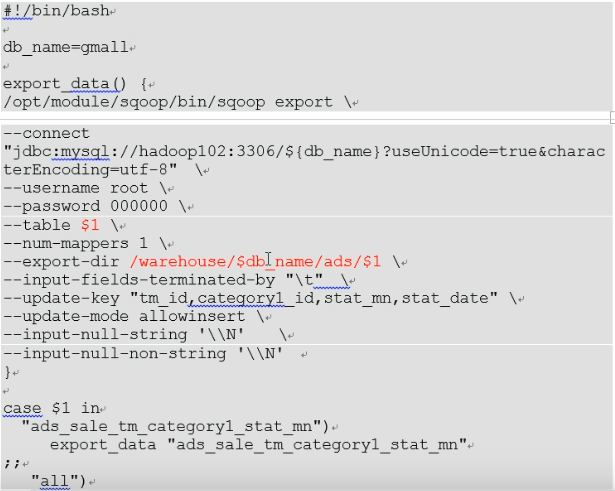 #!/bin/bash
db_name=gmall
export_data() {
/opt/module/sqoop/bin/sqoop export \
--connect
"jdbc:mysql://hadoop102:3306/${db_name}?useUnicode=true&charac
terEncoding=utf-8"  \
--username root \
--password 000000 \
--table $1 \
--num-mappers 1 \
--export-dir /warehouse/$db_name/ads/$1 \
--input-fields-terminated-by "\t"  \
--update-key "tm_id,category1_id,stat_mn,stat_date" \
--update-mode allowinsert \
--input-null-string '\\N'    \
--input-null-non-string '\\N'
}
case $1 in
  "ads_sale_tm_category1_stat_mn")
     export_data "ads_sale_tm_category1_stat_mn"
;;
   "all")